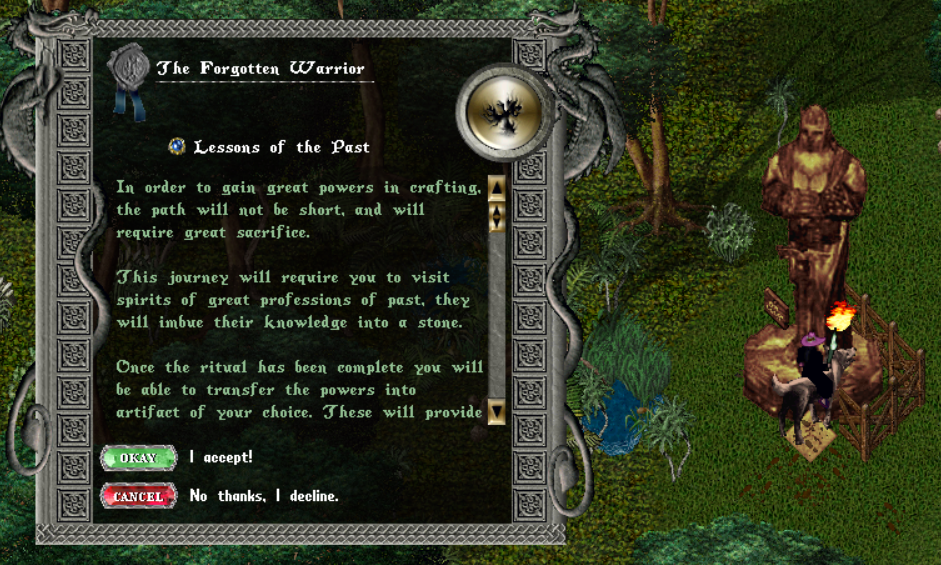 The Forgotten Warrior
Lessons of the Past
In order to gain great powers in crafting,
the path will not be short, and will
require great sacrifice.
This journey will require you to visit
spirits of great professions of past, they
will imbue their knowledge into a stone.
Once the ritual has been complete you will
be able to transfer the powers into
artifact of your choice. These will provide
OKAY I accept!
CANCEL No thanks, I decline.